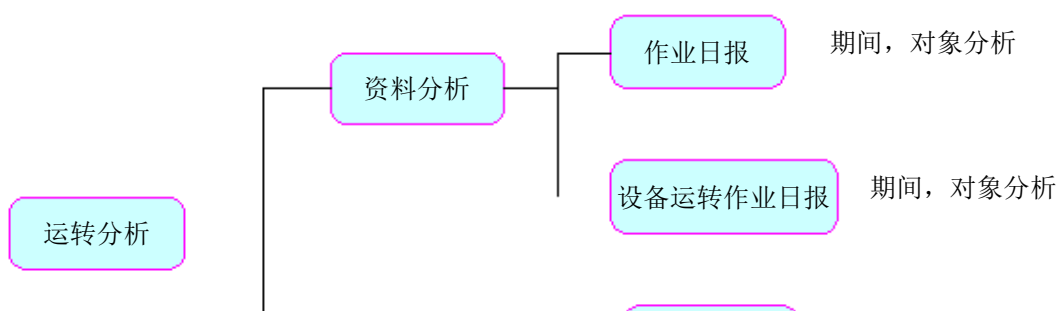 作业日报
期间，对象分析
资料分析
设备运转作业日报
期间，对象分析
运转分析